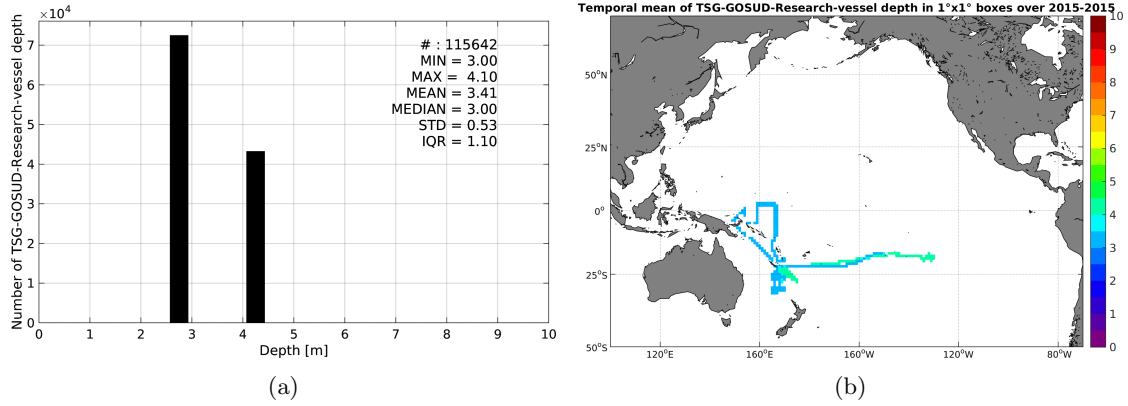 ×10⁴
Number of TSG-GOSUD-Research-vessel depth
7
6
5
4
3
2
1
0
# : 115642
MIN = 3.00
MAX = 4.10
MEAN = 3.41
MEDIAN = 3.00
STD = 0.53
IQR = 1.10
0 1 2 3 4 5 6 7 8 9 10
Depth [m]
(a)
Temporal mean of TSG-GOSUD-Research-vessel depth in 1°x1° boxes over 2015-2015
50°N
25°N
0°
25°S
50°S
120°E 160°E 160°W 120°W 80°W
10
9
8
7
6
5
4
3
2
1
0
(b)